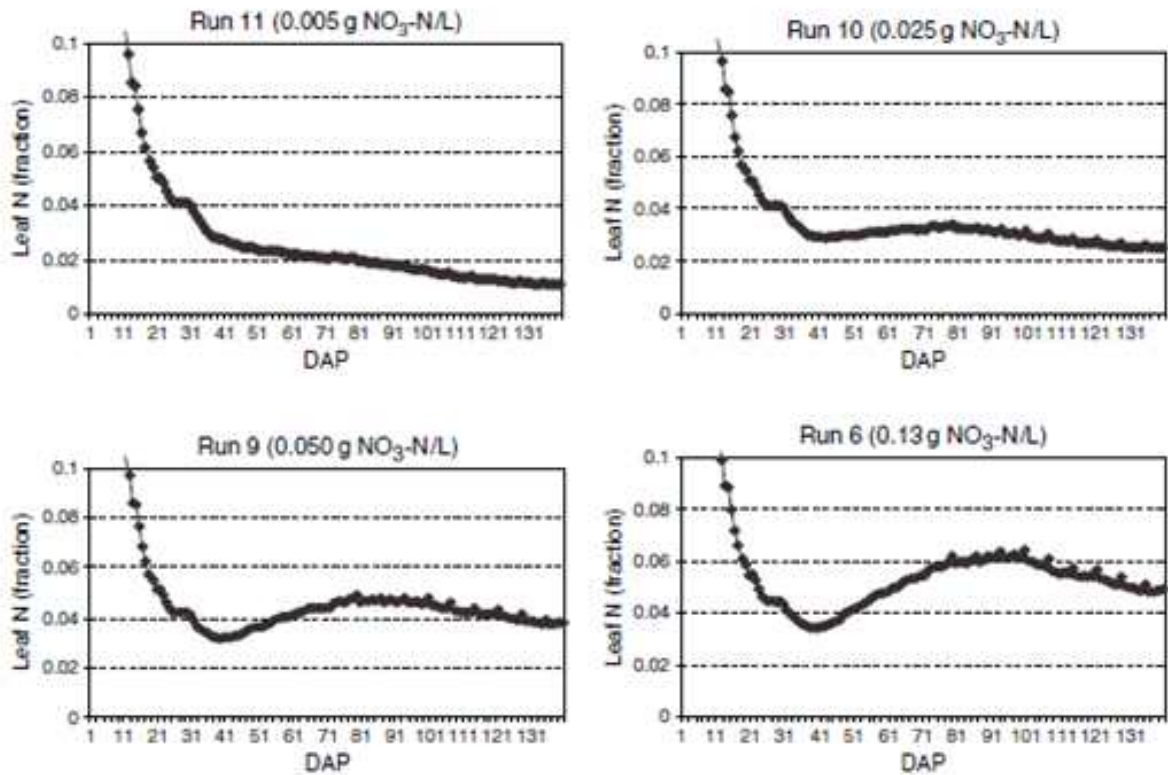 Run 11 (0.005 g NO₃-N/L)
0.1
0.08
0.06
0.04
0.02
0
Leaf N (fraction)
1 11 21 31 41 51 61 71 81 91 101 111 121 131
DAP
Run 10 (0.025 g NO₃-N/L)
0.1
0.08
0.06
0.04
0.02
0
Leaf N (fraction)
1 11 21 31 41 51 61 71 81 91 101 111 121 131
DAP
Run 9 (0.050 g NO₃-N/L)
0.1
0.08
0.06
0.04
0.02
0
Leaf N (fraction)
1 11 21 31 41 51 61 71 81 91 101 111 121 131
DAP
Run 6 (0.13 g NO₃-N/L)
0.1
0.08
0.06
0.04
0.02
0
Leaf N (fraction)
1 11 21 31 41 51 61 71 81 91 101 111 121 131
DAP